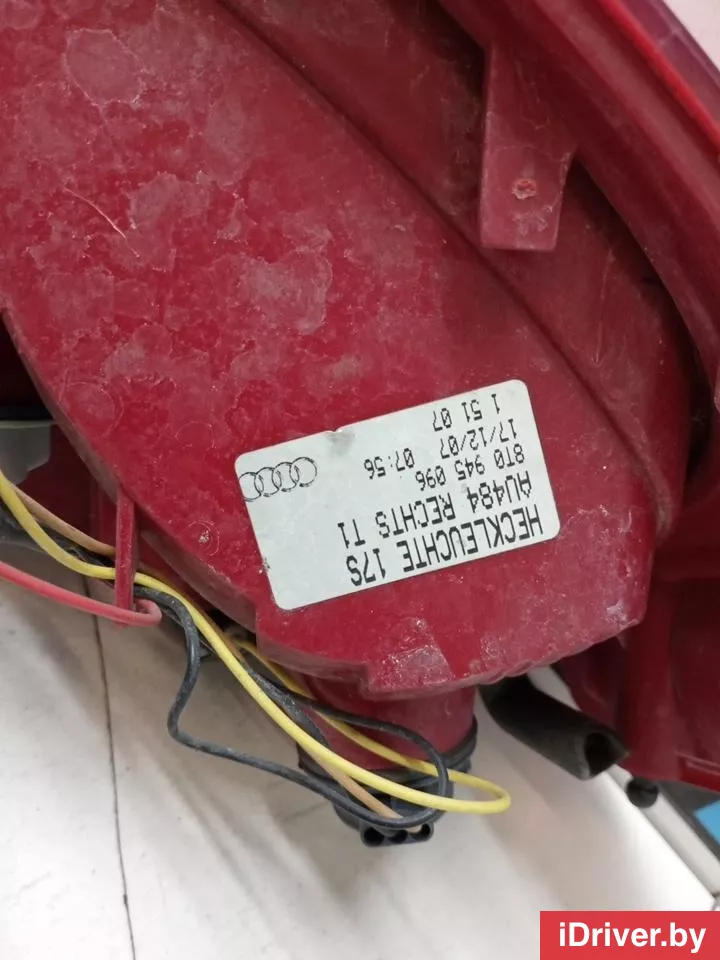 HECKLEUCHTE 17S
AU484 RECHTS T1
8T0 945 096
17/12/07 07:56
1 51 07
iDriver.by